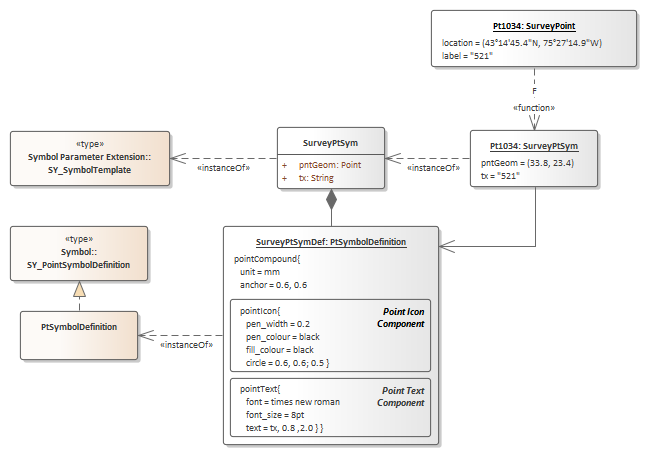 Pt1034: SurveyPoint
location = (43°14'45.4"N, 75°27'14.9"W)
label = "521"
F
«function»
«type»
Symbol Parameter Extension::
SY_SymbolTemplate
«instanceOf»
SurveyPtSym
+ pntGeom: Point
+ tx: String
«instanceOf»
Pt1034: SurveyPtSym
pntGeom = (33.8, 23.4)
tx = "521"
«type»
Symbol::
SY_PointSymbolDefinition
PtSymbolDefinition
«instanceOf»
SurveyPtSymDef: PtSymbolDefinition
pointCompound{
unit = mm
anchor = 0.6, 0.6
pointIcon{
pen_width = 0.2
pen_colour = black
fill_colour = black
circle = 0.6, 0.6; 0.5 }
Point Icon
Component
pointText{
font = times new roman
font_size = 8pt
text = tx, 0.8 ,2.0 } }
Point Text
Component